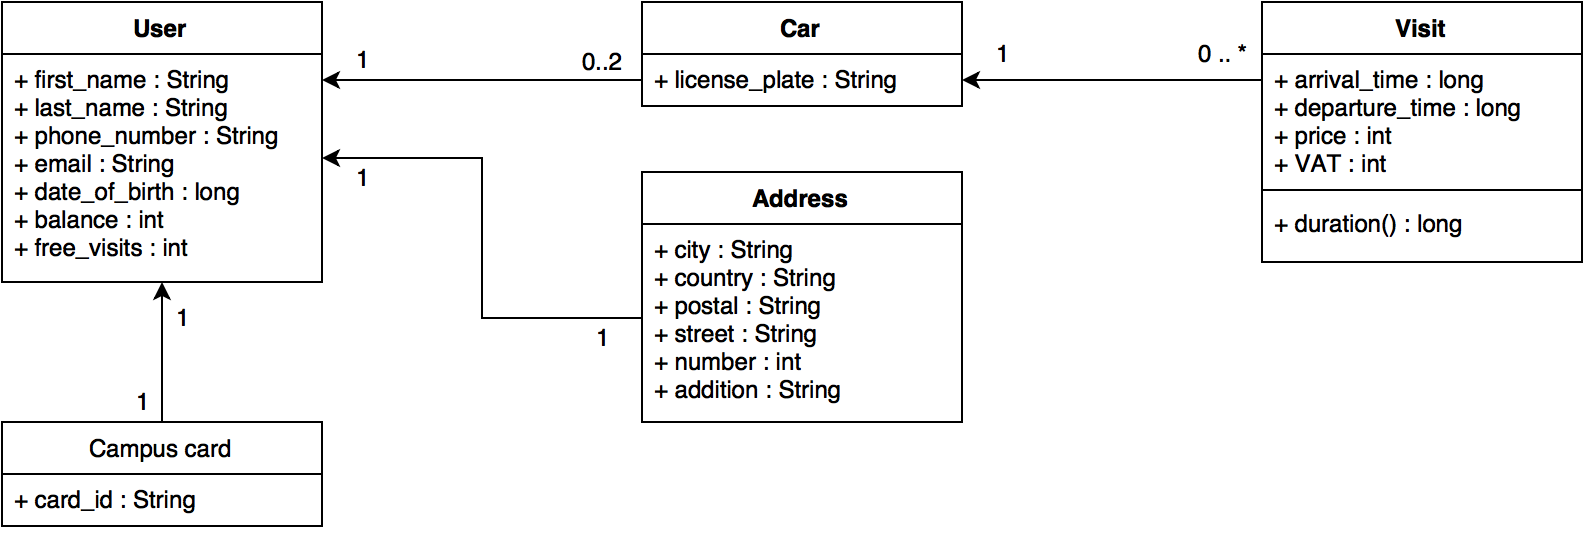 User
+ first_name : String
+ last_name : String
+ phone_number : String
+ email : String
+ date_of_birth : long
+ balance : int
+ free_visits : int
1
0..2
Car
+ license_plate : String
1
0 .. *
Visit
+ arrival_time : long
+ departure_time : long
+ price : int
+ VAT : int
+ duration() : long
1
1
Address
+ city : String
+ country : String
+ postal : String
+ street : String
+ number : int
+ addition : String
1
1
Campus card
+ card_id : String